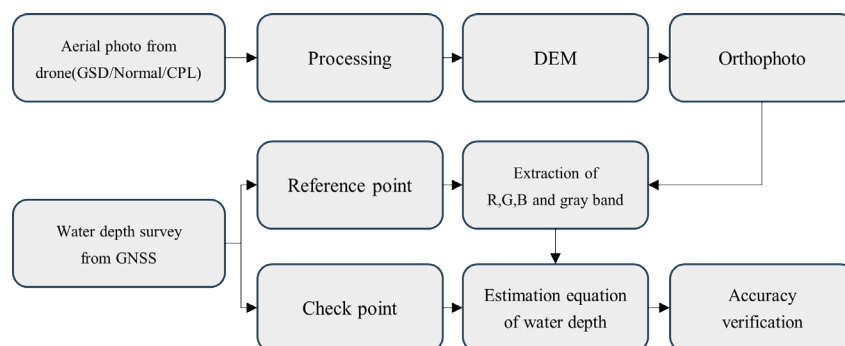 Aerial photo from
drone(GSD/Normal/CPL)
Processing
DEM
Orthophoto
Water depth survey
from GNSS
Reference point
Extraction of
R,G,B and gray band
Check point
Estimation equation
of water depth
Accuracy
verification